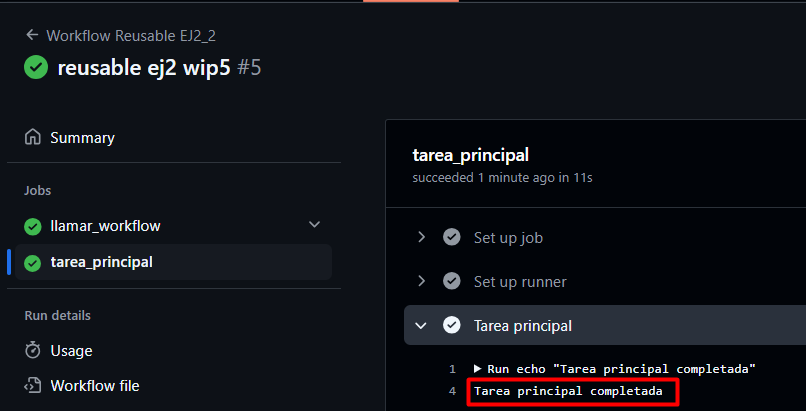 Workflow Reusable EJ2_2
reusable ej2 wip5 #5
Summary
Jobs
llamar_workflow
tarea_principal
Run details
Usage
Workflow file
tarea_principal
succeeded 1 minute ago in 11s
Set up job
Set up runner
Tarea principal
1 Run echo "Tarea principal completada"
4 Tarea principal completada